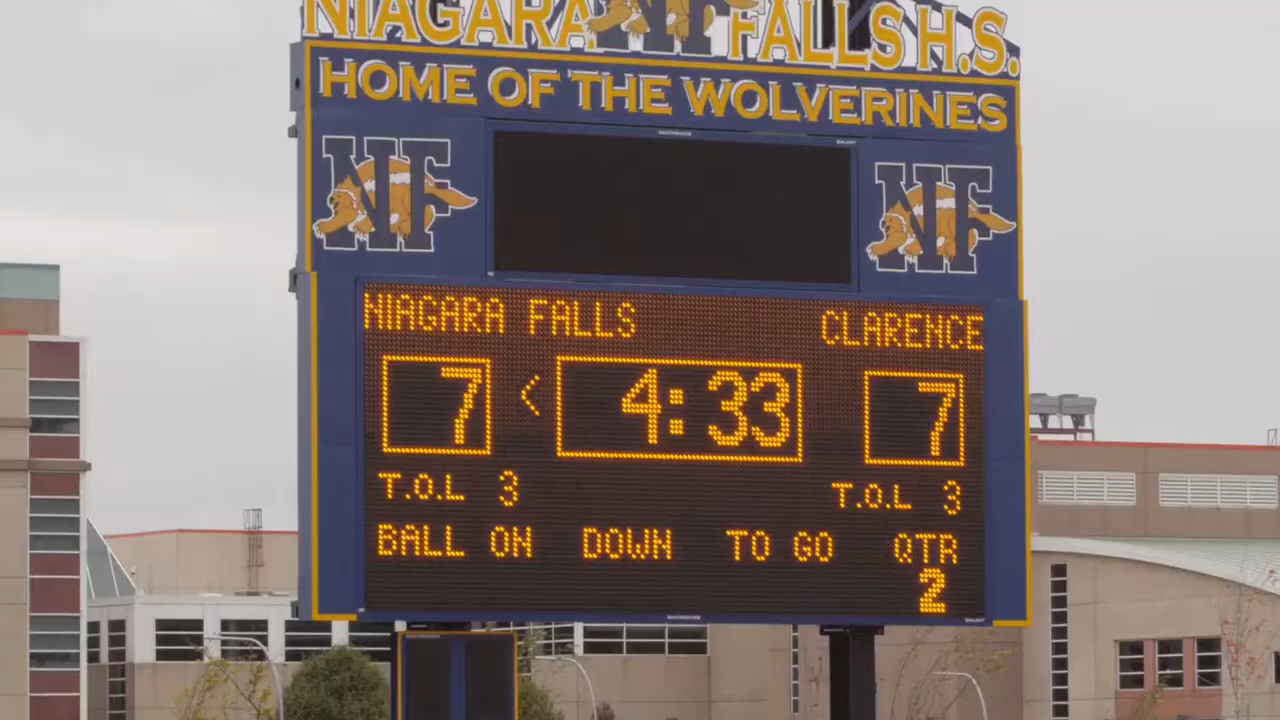 NIAGARA NF FALLS H.S.
HOME OF THE WOLVERINES
NF NF
NIAGARA FALLS CLARENCE
7 < 4:33 7
T.O.L 3 T.O.L 3
BALL ON DOWN TO GO QTR
2